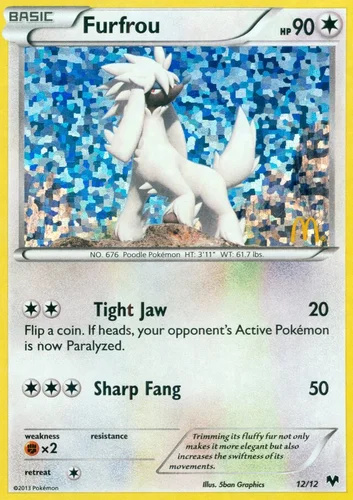 BASIC
Furfrou
HP 90
NO. 676 Poodle Pokémon HT: 3'11" WT: 61.7 lbs.
Tight Jaw 20
Flip a coin. If heads, your opponent's Active Pokémon
is now Paralyzed.
Sharp Fang 50
weakness resistance
×2
retreat
Trimming its fluffy fur not only
makes it more elegant but also
increases the swiftness of its
movements.
©2013 Pokémon
Illus. 5ban Graphics
12/12